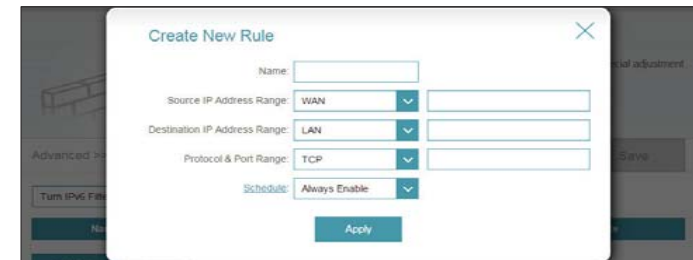 Create New Rule
cial adjustment
Name:
Source IP Address Range: WAN
Destination IP Address Range: LAN
Advanced >> Save
Protocol & Port Range: TCP
Schedule: Always Enable
Turn IPv6 Filte
Na
Apply